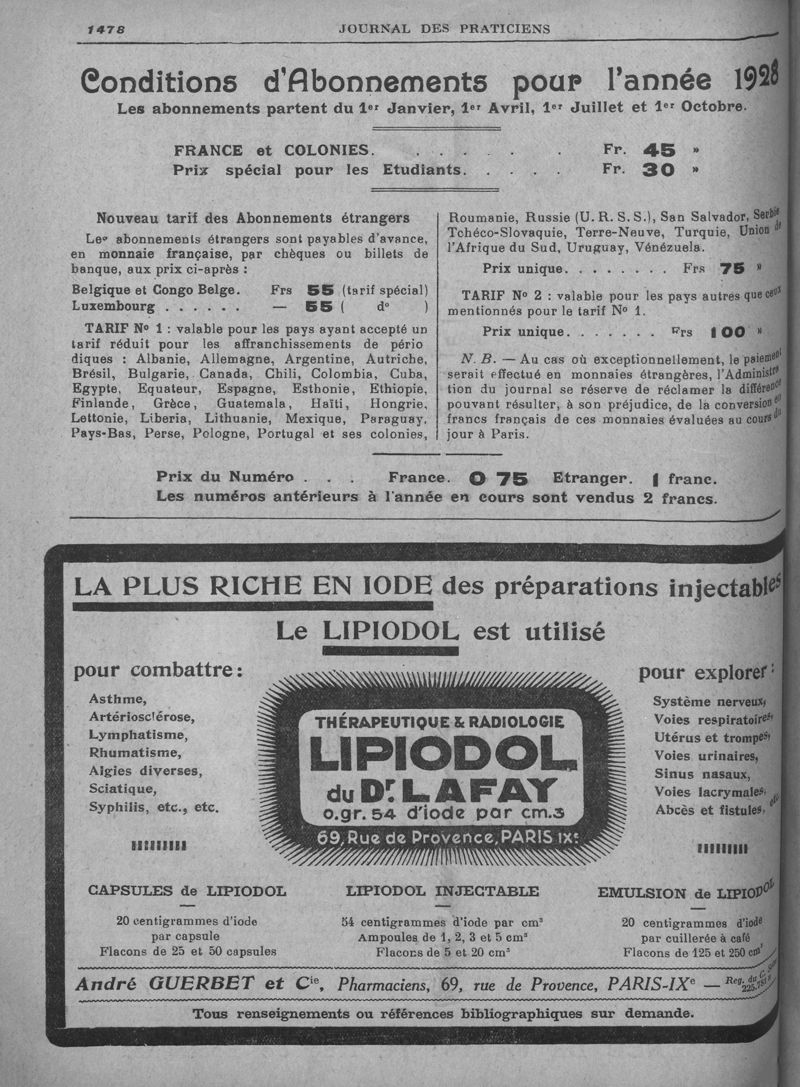 1478
JOURNAL DES PRATICIENS
Conditions d'Abonnements pour l'année 1928
Les abonnements partent du 1er Janvier, 1er Avril, 1er Juillet et 1er Octobre.
FRANCE et COLONIES. . . . . . . Fr. 45 »
Prix spécial pour les Etudiants. . . . . Fr. 30 »
Nouveau tarif des Abonnements étrangers
Les abonnements étrangers sont payables d'avance,
en monnaie française, par chèques ou billets de
banque, aux prix ci-après :
Belgique et Congo Belge. Frs 55 (tarif spécial)
Luxembourg . . . . . . — 55 ( do )
TARIF No 1 : valable pour les pays ayant accepté un
tarif réduit pour les affranchissements de pério
diques : Albanie, Allemagne, Argentine, Autriche,
Brésil, Bulgarie, Canada, Chili, Colombia, Cuba,
Egypte, Equateur, Espagne, Esthonie, Ethiopie,
Finlande, Grèce, Guatemala, Haïti, Hongrie,
Lettonie, Liberia, Lithuanie, Mexique, Paraguay,
Pays-Bas, Perse, Pologne, Portugal et ses colonies,
Roumanie, Russie (U. R. S. S.), San Salvador, Serbie
Tchéco-Slovaquie, Terre-Neuve, Turquie, Union de
l'Afrique du Sud, Uruguay, Vénézuela.
Prix unique. . . . . . . . Frs 75 »
TARIF No 2 : valable pour les pays autres que ceux
mentionnés pour le tarif No 1.
Prix unique. . . . . . . Frs 100 »
N. B. — Au cas où exceptionnellement, le paiement
serait effectué en monnaies étrangères, l'Administra
tion du journal se réserve de réclamer la différence
pouvant résulter, à son préjudice, de la conversion en
francs français de ces monnaies évaluées au cours du
jour à Paris.
Prix du Numéro . . . France. 0 75 Etranger. 1 franc.
Les numéros antérieurs à l'année en cours sont vendus 2 francs.
LA PLUS RICHE EN IODE des préparations injectables
Le LIPIODOL est utilisé
pour combattre :
Asthme,
Artériosclérose,
Lymphatisme,
Rhumatisme,
Algies diverses,
Sciatique,
Syphilis, etc., etc.
THÉRAPEUTIQUE & RADIOLOGIE
LIPIODOL
du Dr. LAFAY
0.gr. 54 d'iode par cm.3
69, Rue de Provence, PARIS IXe
pour explorer :
Système nerveux,
Voies respiratoires,
Utérus et trompes,
Voies urinaires,
Sinus nasaux,
Voies lacrymales,
Abcès et fistules, etc.
CAPSULES de LIPIODOL
20 centigrammes d'iode
par capsule
Flacons de 25 et 50 capsules
LIPIODOL INJECTABLE
54 centigrammes d'iode par cm3
Ampoules de 1, 2, 3 et 5 cm3
Flacons de 5 et 20 cm3
EMULSION de LIPIODOL
20 centigrammes d'iode
par cuillerée à café
Flacons de 125 et 250 cm3
André GUERBET et Cie, Pharmaciens, 69, rue de Provence, PARIS-IXe — Reg. du C.
Tous renseignements ou références bibliographiques sur demande.